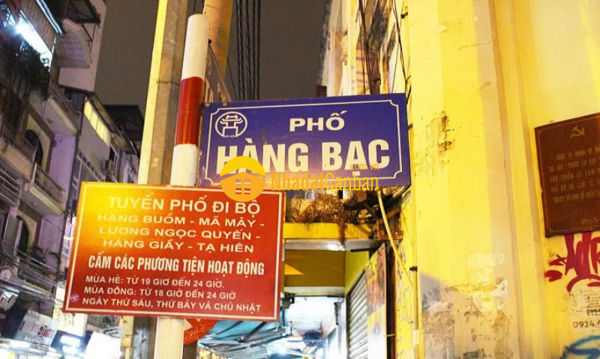 PHỐ
HÀNG BẠC
NhadatCanban
TUYẾN PHỐ ĐI BỘ
HÀNG BUỒM - MÃ MÂY -
LƯƠNG NGỌC QUYẾN -
HÀNG GIẦY - TẠ HIỆN
CẤM CÁC PHƯƠNG TIỆN HOẠT ĐỘNG
MÙA HÈ: TỪ 19 GIỜ ĐẾN 24 GIỜ.
MÙA ĐÔNG: TỪ 18 GIỜ ĐẾN 24 GIỜ
NGÀY THỨ SÁU, THỨ BẢY VÀ CHỦ NHẬT
0934